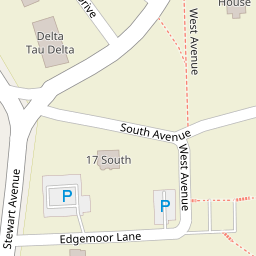 House
Drive
West Avenue
Delta
Tau Delta
South Avenue
17 South
West Avenue
P
P
Stewart Avenue
Edgemoor Lane